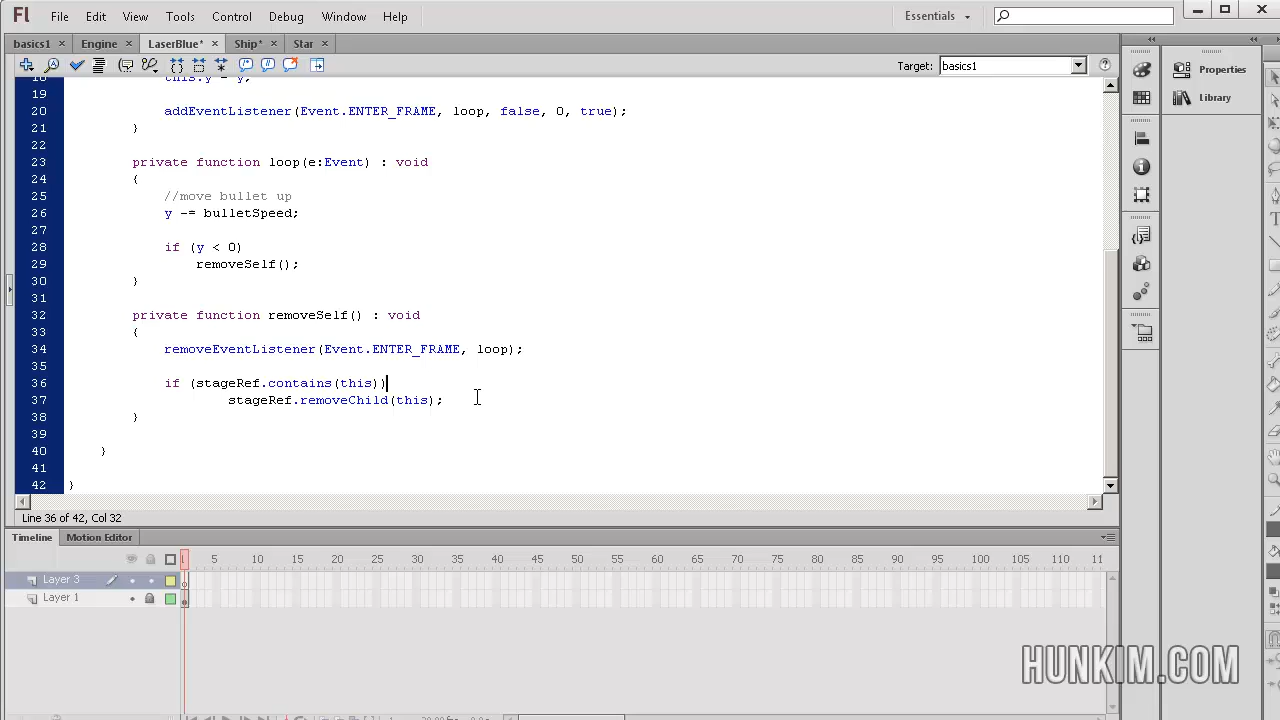 Fl File Edit View Tools Control Debug Window Help Essentials
basics1 × Engine × LaserBlue* × Ship* × Star ×
Target: basics1
18 this.y = y;
19
20 addEventListener(Event.ENTER_FRAME, loop, false, 0, true);
21 }
22
23 private function loop(e:Event) : void
24 {
25 //move bullet up
26 y -= bulletSpeed;
27
28 if (y < 0)
29 removeSelf();
30 }
31
32 private function removeSelf() : void
33 {
34 removeEventListener(Event.ENTER_FRAME, loop);
35
36 if (stageRef.contains(this))
37 stageRef.removeChild(this);
38 }
39
40 }
41
42 }
Properties
Library
Line 36 of 42, Col 32
Timeline Motion Editor
5 10 15 20 25 30 35 40 45 50 55 60 65 70 75 80 85 90 95 100 105 110 11
Layer 3
Layer 1
HUNKIM.COM